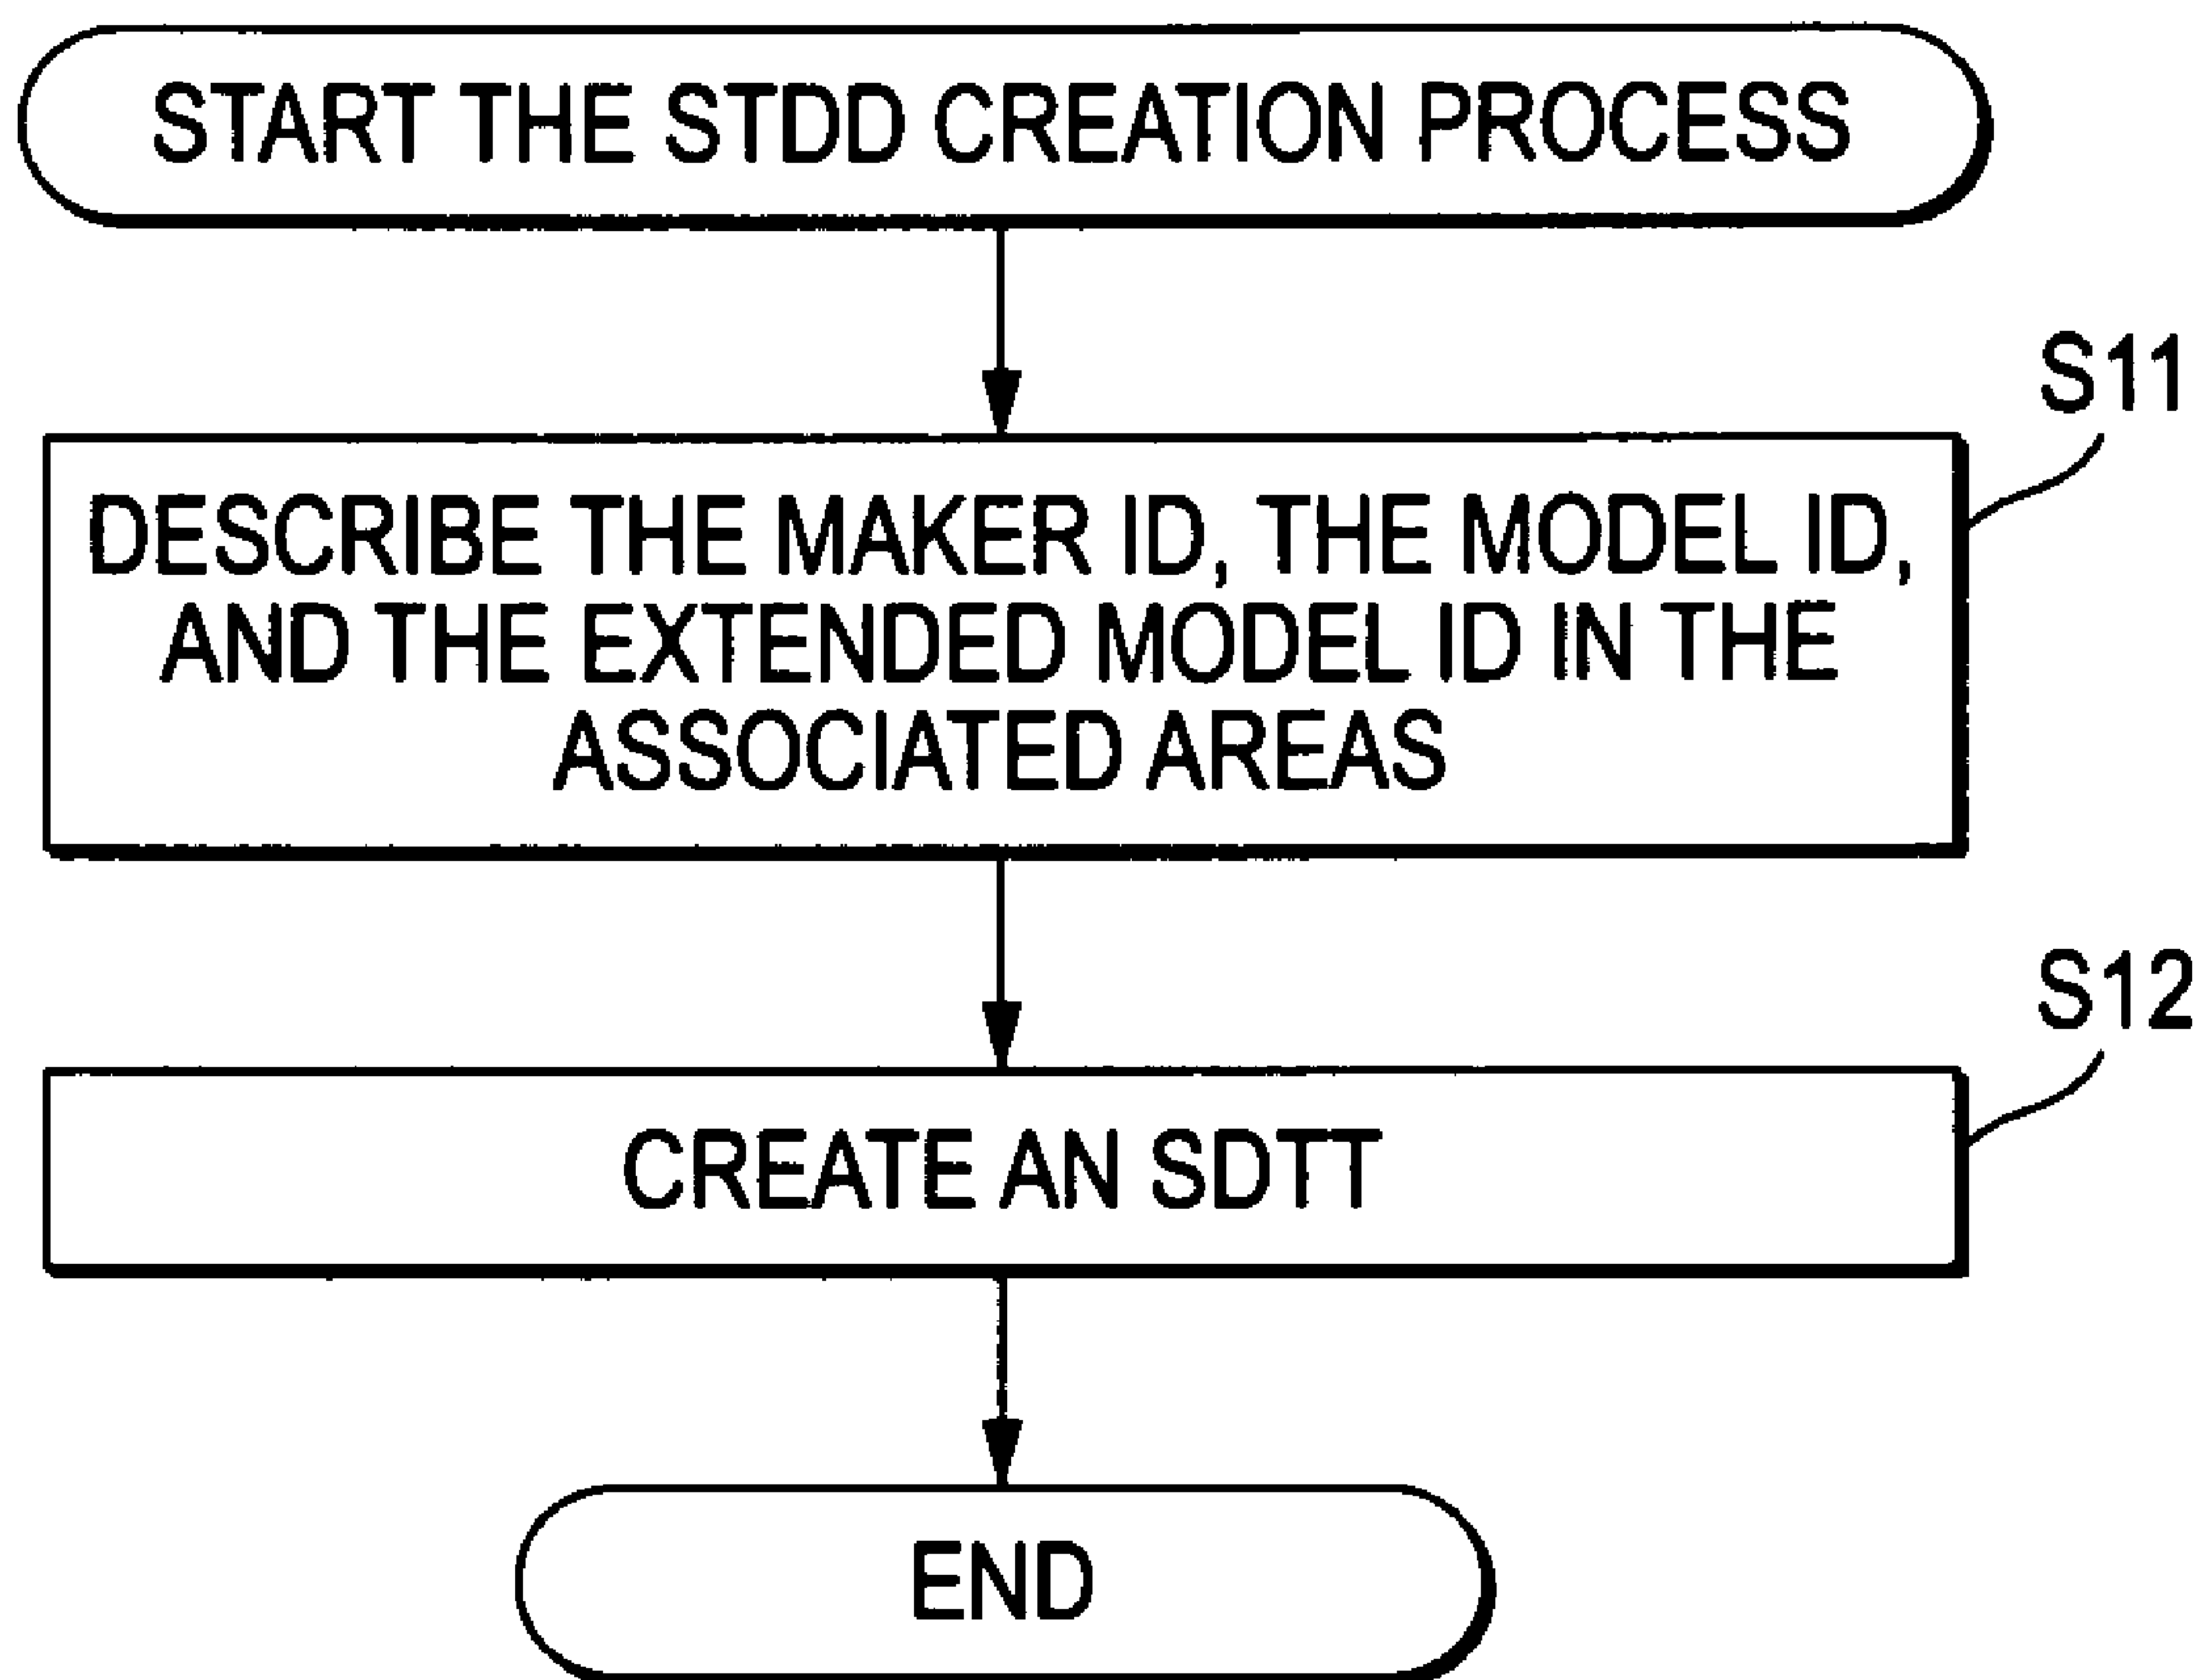 START THE STDD CREATION PROCESS
S11
DESCRIBE THE MAKER ID, THE MODEL ID,
AND THE EXTENDED MODEL ID IN THE
ASSOCIATED AREAS
S12
CREATE AN SDTT
END